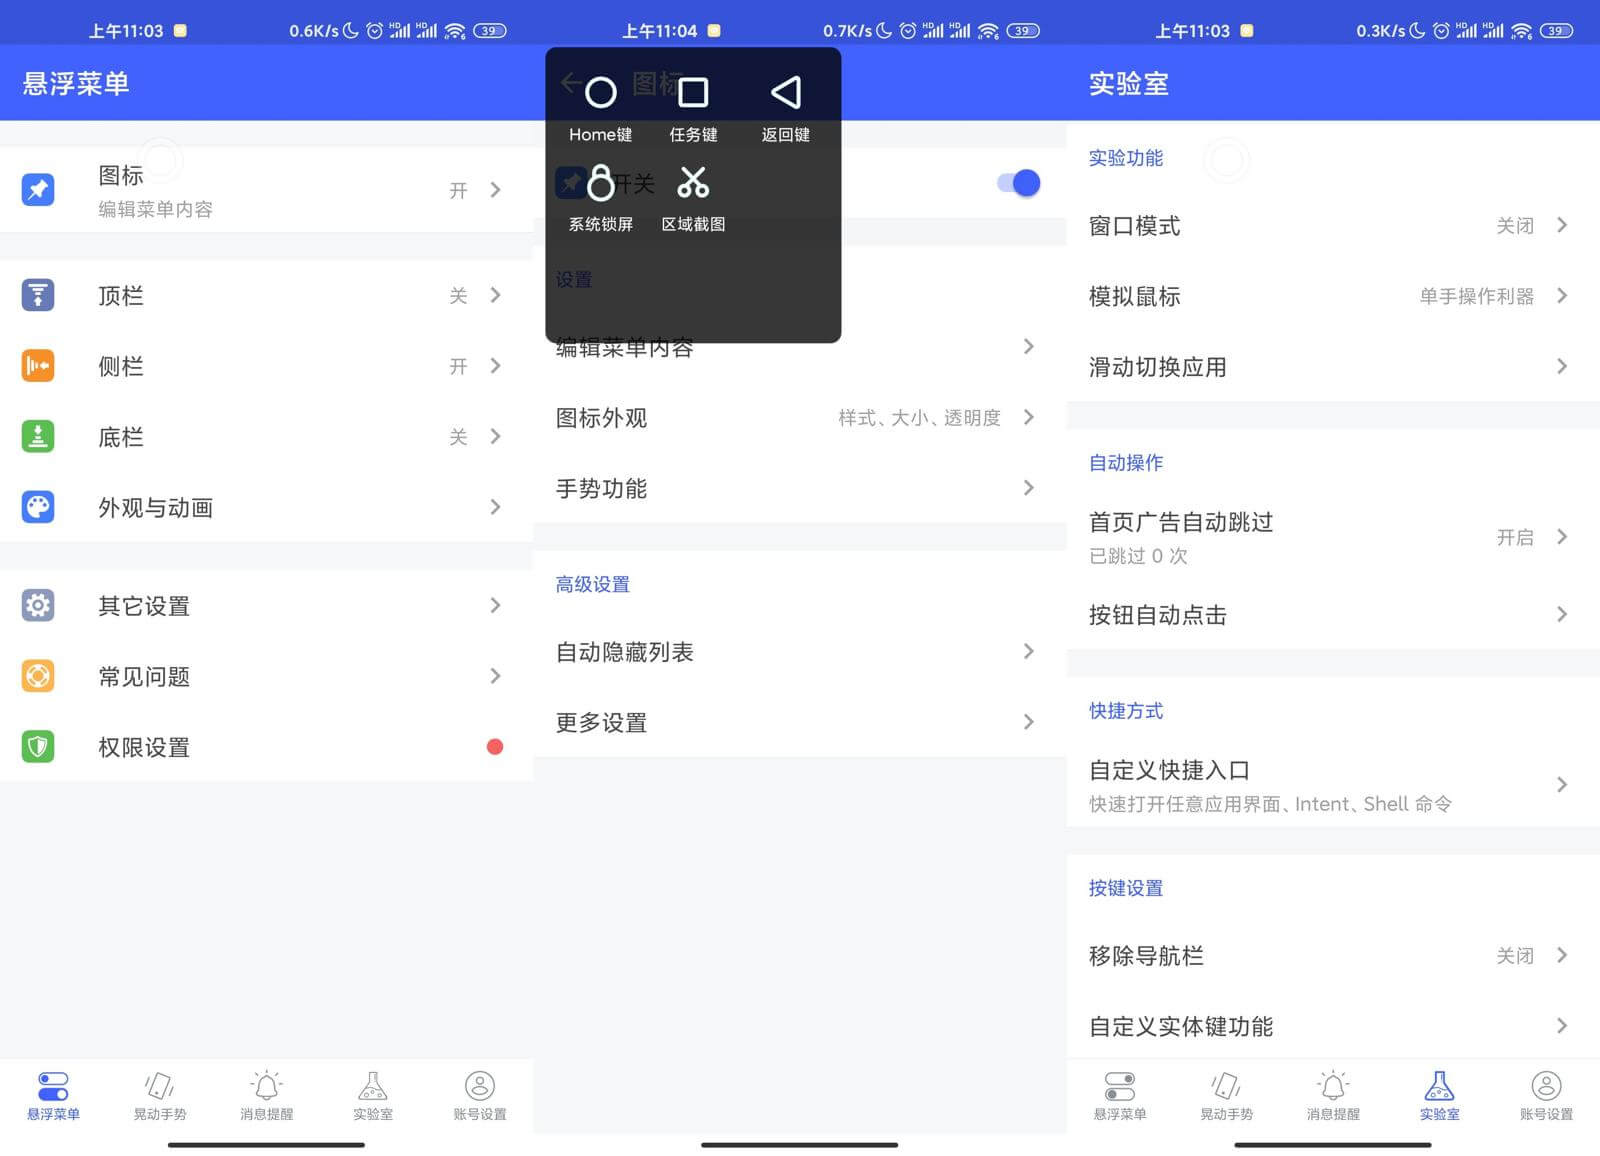 上午11:03
0.6K/s
HD
HD
6
39
悬浮菜单
图标
编辑菜单内容
开
顶栏
关
侧栏
开
底栏
关
外观与动画
其它设置
常见问题
权限设置
悬浮菜单
晃动手势
消息提醒
实验室
账号设置
上午11:04
0.7K/s
HD
HD
6
39
图标
Home键
任务键
返回键
开关
系统锁屏
区域截图
设置
编辑菜单内容
图标外观
样式、大小、透明度
手势功能
高级设置
自动隐藏列表
更多设置
上午11:03
0.3K/s
HD
HD
6
39
实验室
实验功能
窗口模式
关闭
模拟鼠标
单手操作利器
滑动切换应用
自动操作
首页广告自动跳过
已跳过 0 次
开启
按钮自动点击
快捷方式
自定义快捷入口
快速打开任意应用界面、Intent、Shell 命令
按键设置
移除导航栏
关闭
自定义实体键功能
悬浮菜单
晃动手势
消息提醒
实验室
账号设置